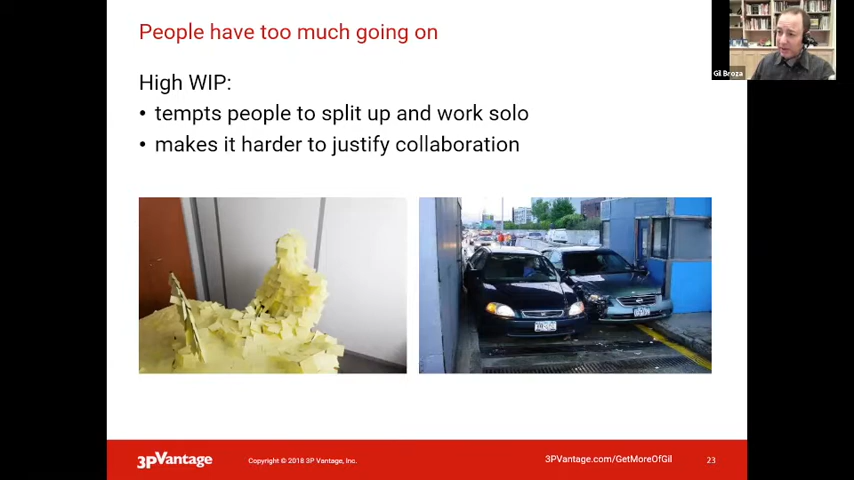 People have too much going on
Gil Broza
High WIP:
• tempts people to split up and work solo
• makes it harder to justify collaboration
3PVantage
Copyright © 2018 3P Vantage, Inc.
3PVantage.com/GetMoreOfGil
23